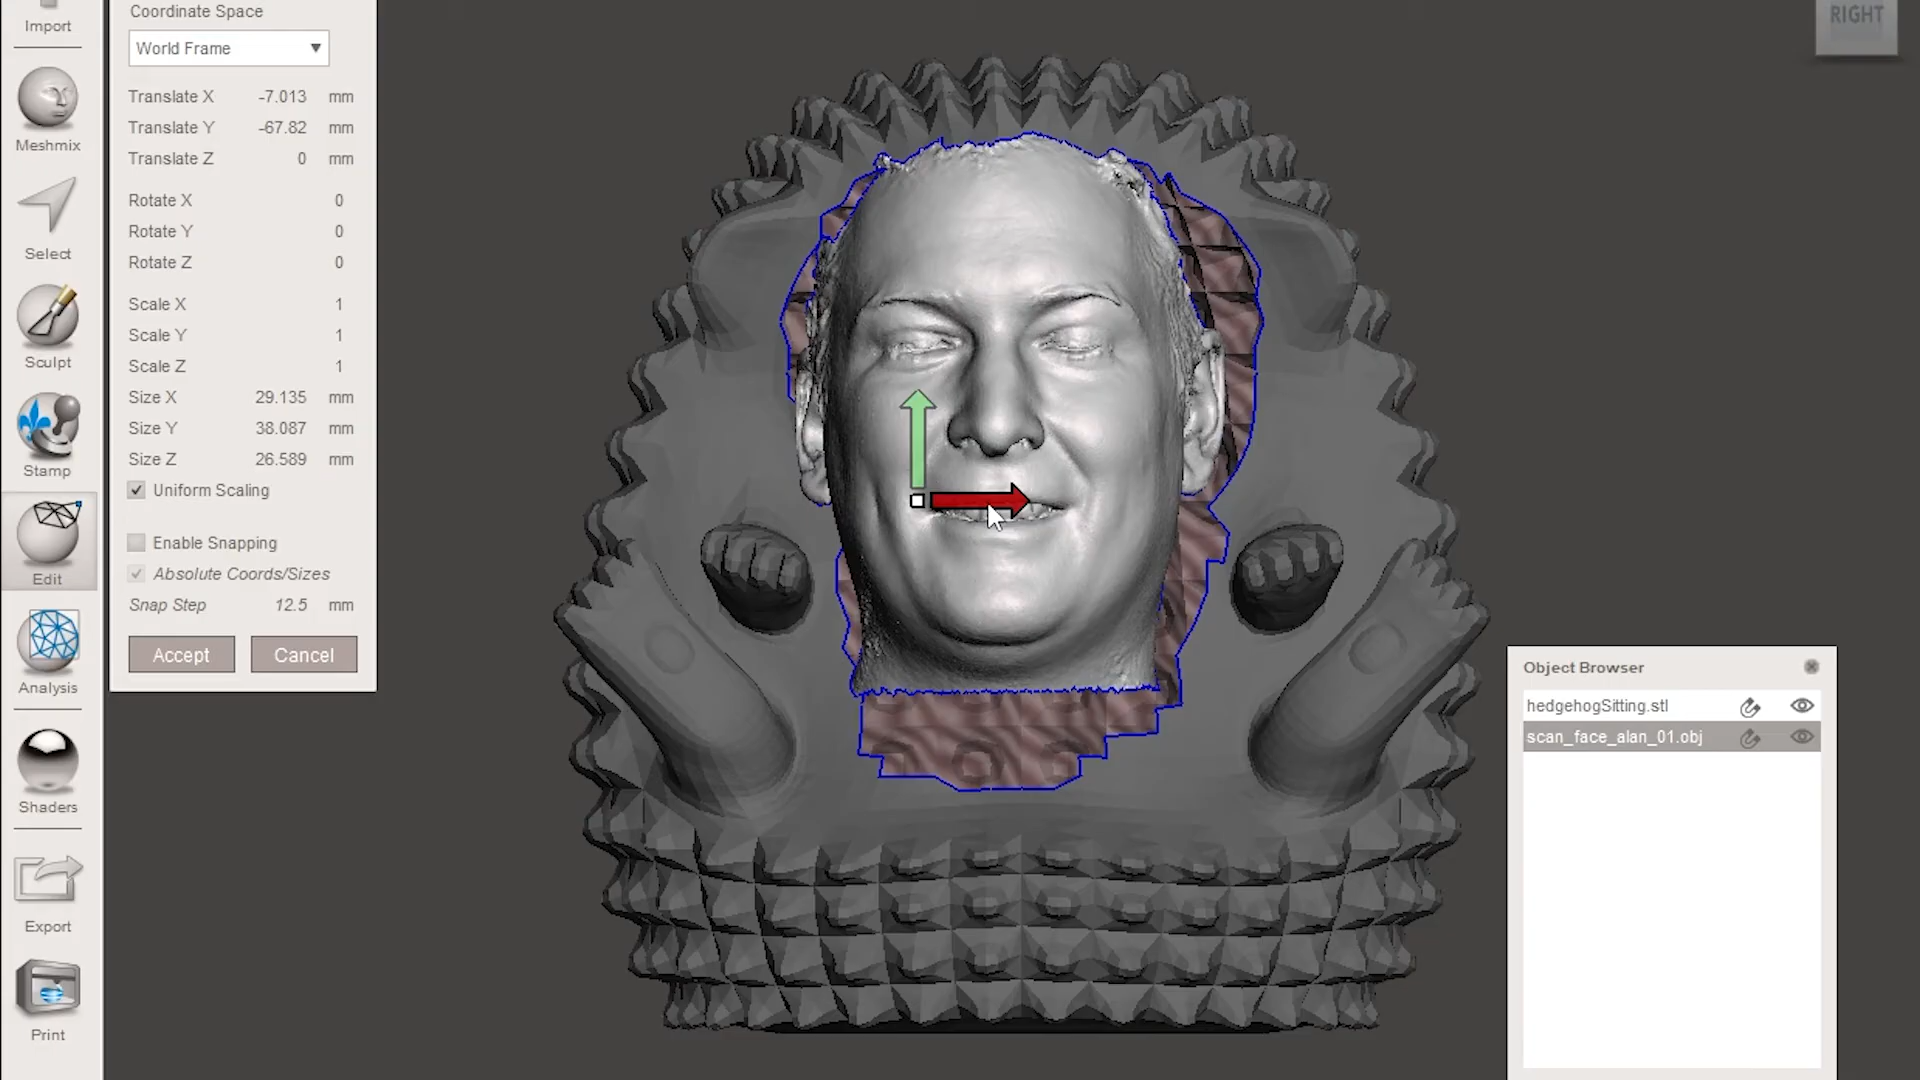 Import
Meshmix
Select
Sculpt
Stamp
Edit
Analysis
Shaders
Export
Print
Coordinate Space
World Frame
Translate X -7.013 mm
Translate Y -67.82 mm
Translate Z 0 mm
Rotate X 0
Rotate Y 0
Rotate Z 0
Scale X 1
Scale Y 1
Scale Z 1
Size X 29.135 mm
Size Y 38.087 mm
Size Z 26.589 mm
Uniform Scaling
Enable Snapping
Absolute Coords/Sizes
Snap Step 12.5 mm
Accept Cancel
RIGHT
Object Browser
hedgehogSitting.stl
scan_face_alan_01.obj